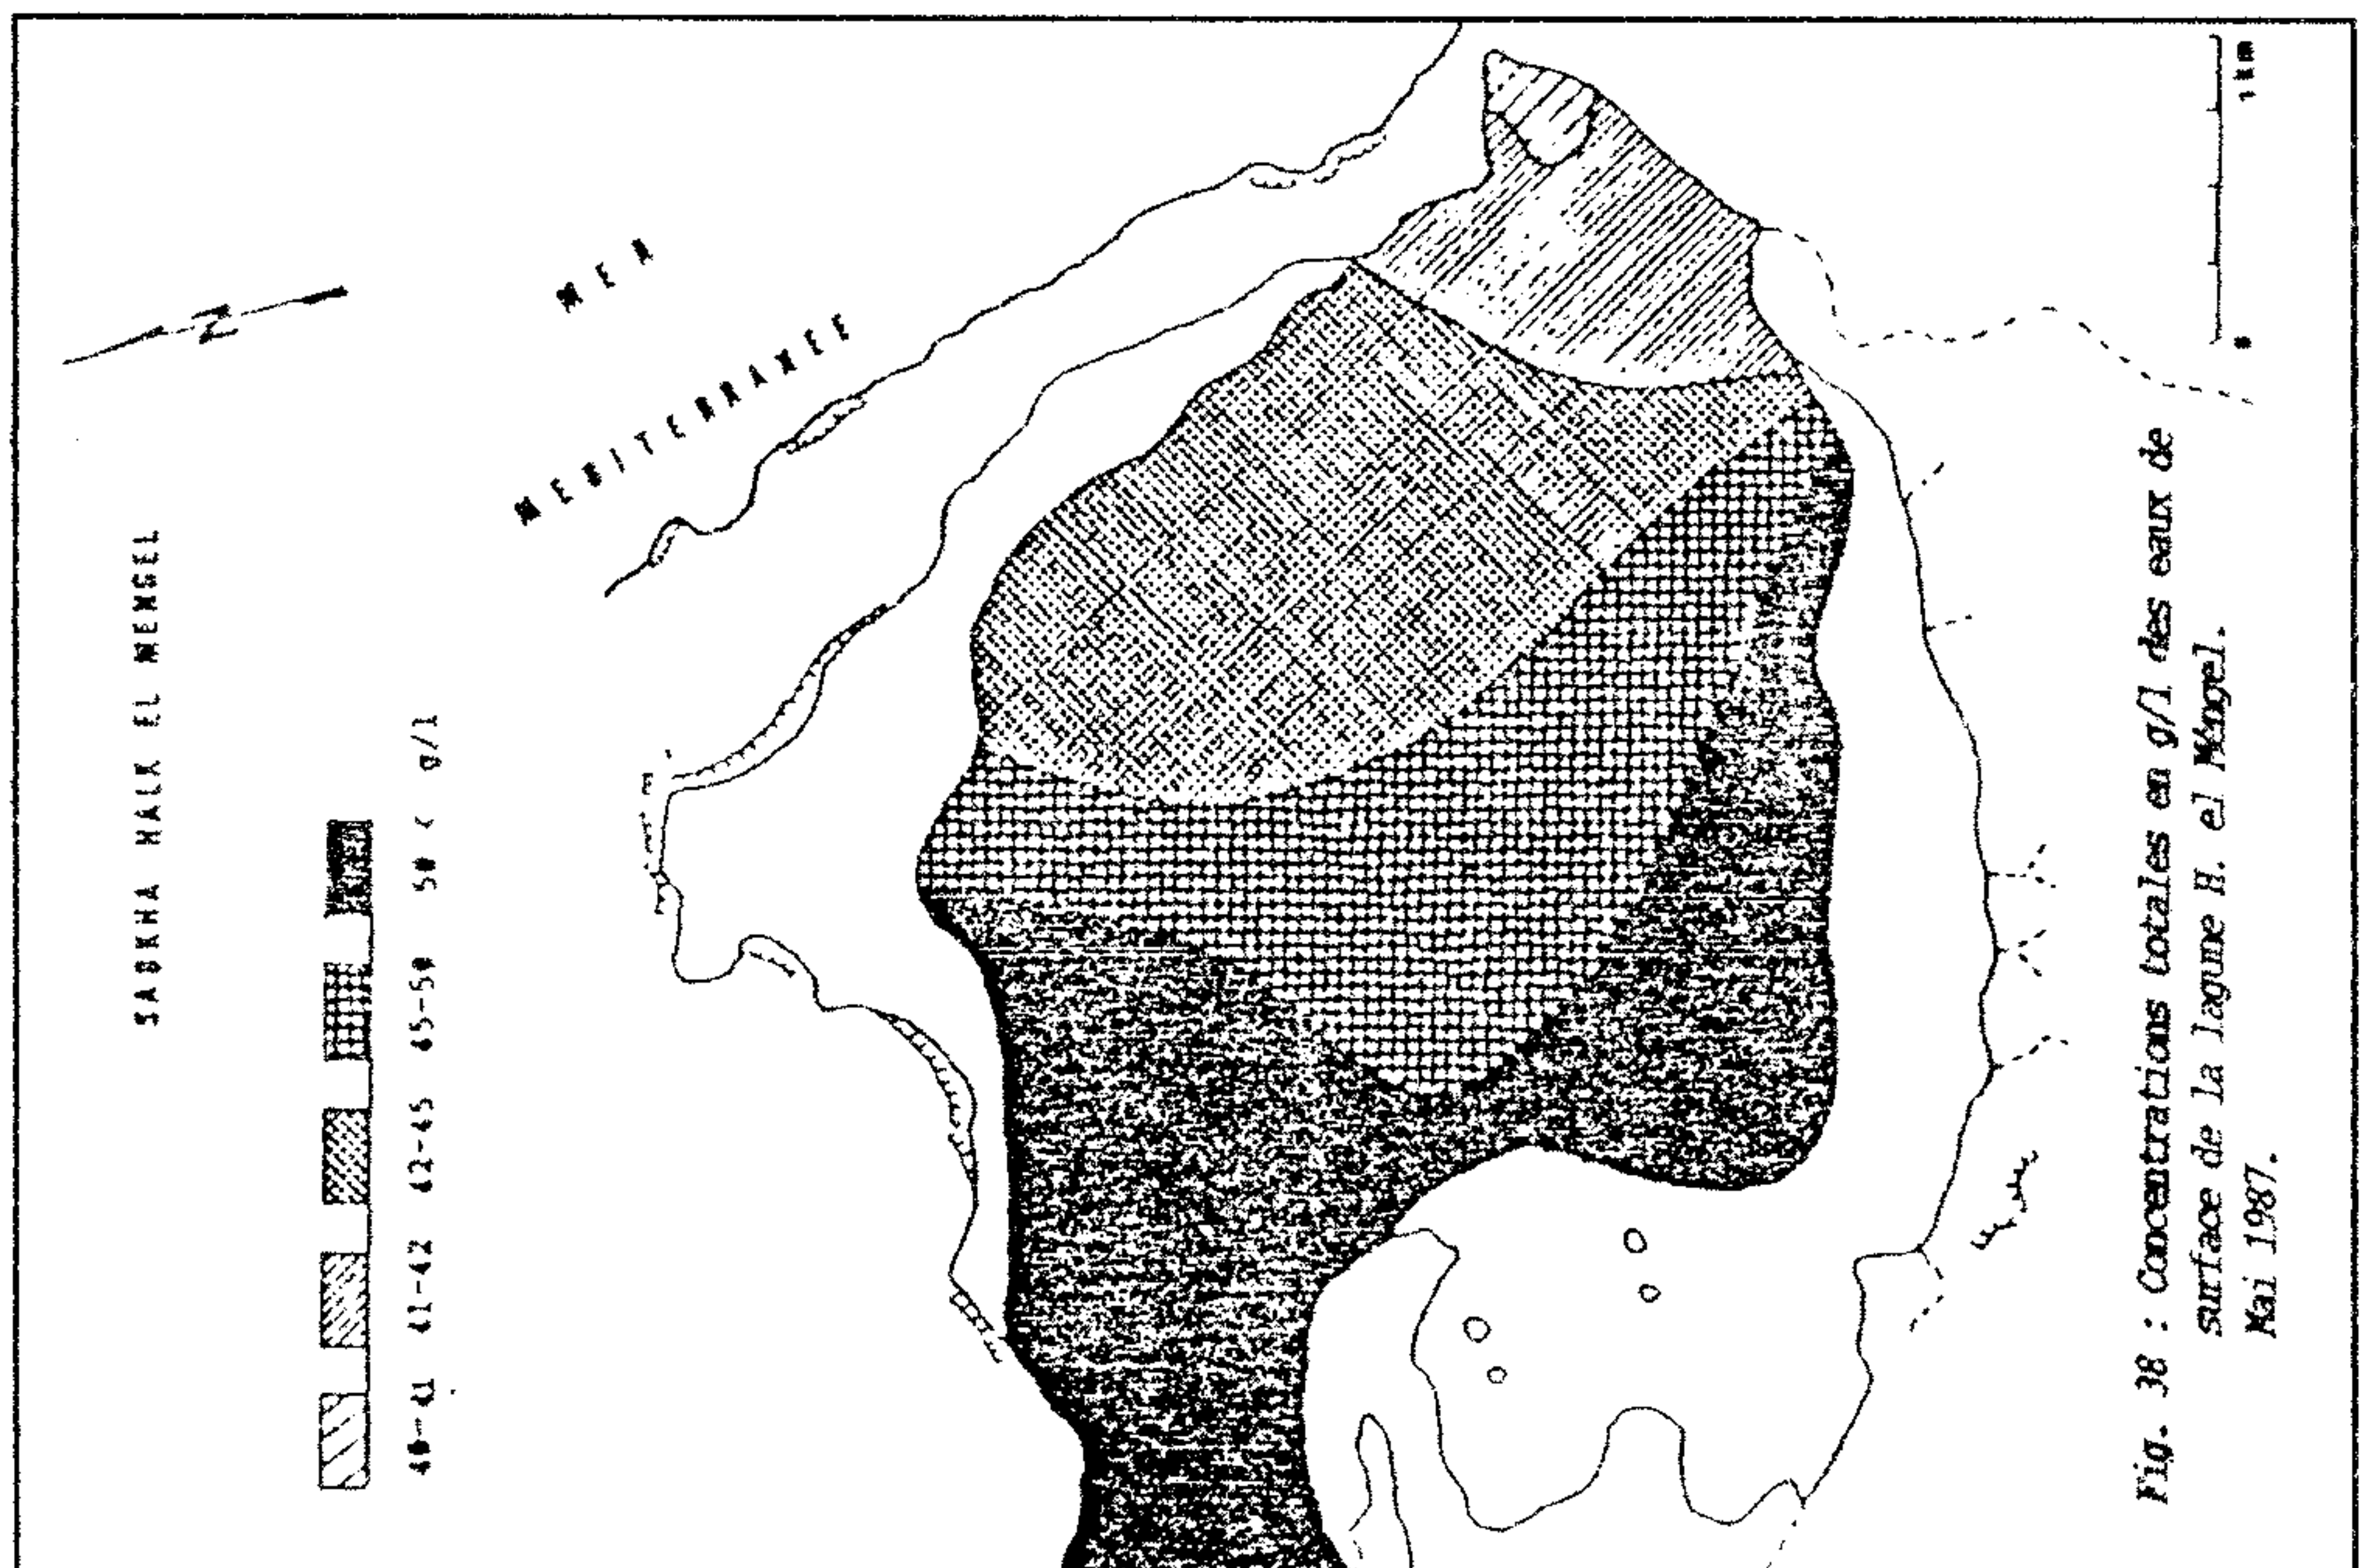 SABKHA HALK EL MENGEL
N
MER
MEDITERRANEE
40-41 41-42 42-45 45-50 50 < g/l
0 1 km
Fig. 38 : Concentrations totales en g/l des eaux de
surface de la lagune H. el Mengel.
Mai 1987.